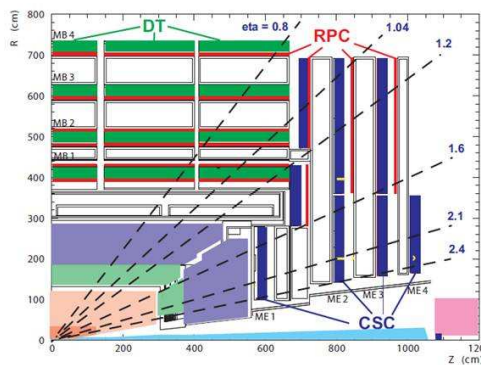 R (cm)
800
700
600
500
400
300
200
100
0
MB 4
MB 3
MB 2
MB 1
DT
eta = 0.8
1.04
RPC
1.2
1.6
2.1
2.4
ME 1
ME 2
ME 3
ME 4
CSC
0 200 400 600 800 1000 1200
Z (cm)